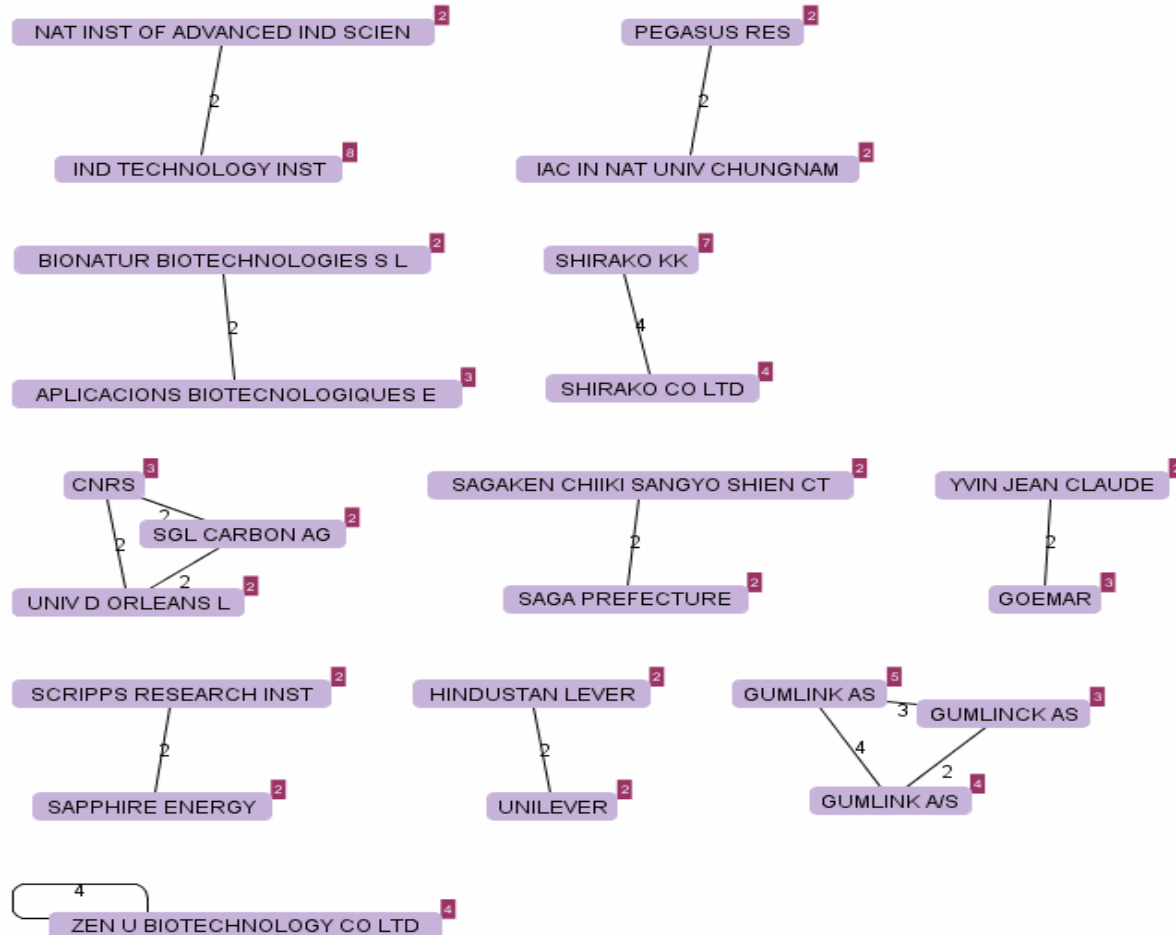 NAT INST OF ADVANCED IND SCIEN 2
2
IND TECHNOLOGY INST 8
PEGASUS RES 2
2
IAC IN NAT UNIV CHUNGNAM 2
BIONATUR BIOTECHNOLOGIES S L 2
2
APLICACIONS BIOTECNOLOGIQUES E 3
SHIRAKO KK 7
4
SHIRAKO CO LTD 4
CNRS 3
2
SGL CARBON AG 2
2
2
UNIV D ORLEANS L 2
SAGAKEN CHIIKI SANGYO SHIEN CT 2
2
SAGA PREFECTURE 2
YVIN JEAN CLAUDE
2
GOEMAR 3
SCRIPPS RESEARCH INST 2
2
SAPPHIRE ENERGY 2
HINDUSTAN LEVER 2
2
UNILEVER 2
GUMLINK AS 5
3
GUMLINCK AS 3
4
2
GUMLINK A/S 4
4
ZEN U BIOTECHNOLOGY CO LTD 4